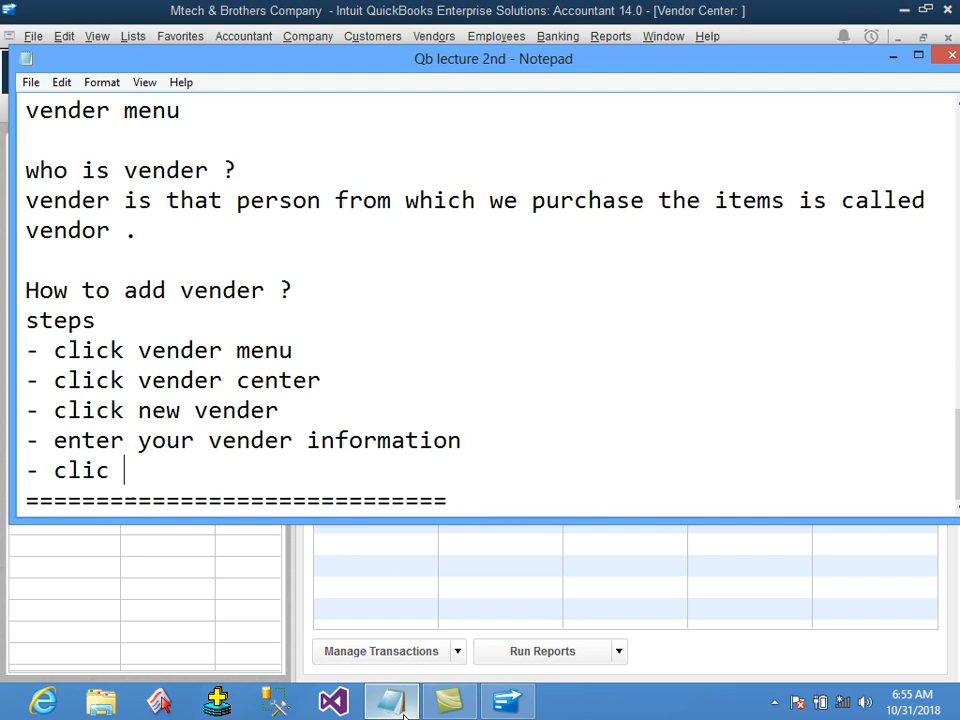 Mtech & Brothers Company - Intuit QuickBooks Enterprise Solutions: Accountant 14.0 - [Vendor Center: ]
File Edit View Lists Favorites Accountant Company Customers Vendors Employees Banking Reports Window Help
Qb lecture 2nd - Notepad
File Edit Format View Help
vender menu
who is vender ?
vender is that person from which we purchase the items is called
vendor .
How to add vender ?
steps
- click vender menu
- click vender center
- click new vender
- enter your vender information
- clic
==============================
Manage Transactions Run Reports
6:55 AM
10/31/2018